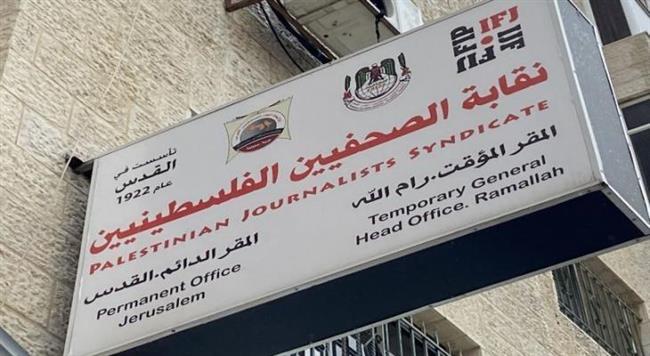 FIP
IFJ
نقابة الصحفيين الفلسطينيين
PALESTINIAN JOURNALISTS SYNDICATE
تأسست في
القدس
عام 1922
المقر المؤقت. رام الله
Temporary General
Head Office. Ramallah
المقر الدائم. القدس
Permanent Office
Jerusalem